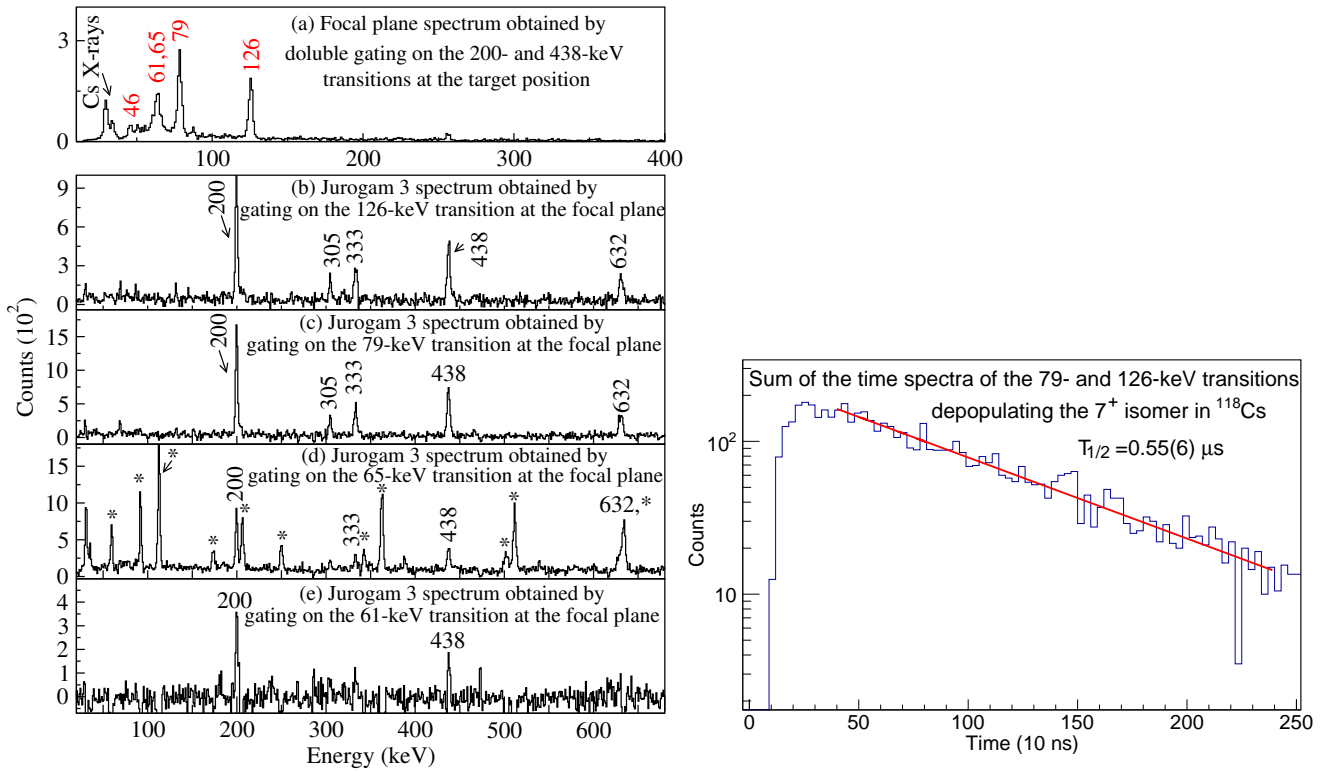 (a) Focal plane spectrum obtained by
doluble gating on the 200- and 438-keV
transitions at the target position
Cs X-rays
46
61,65
79
126
3
0
100
200
300
400
(b) Jurogam 3 spectrum obtained by
gating on the 126-keV transition at the focal plane
200
305
333
438
632
9
6
3
0
(c) Jurogam 3 spectrum obtained by
gating on the 79-keV transition at the focal plane
200
305
333
438
632
15
10
5
0
(d) Jurogam 3 spectrum obtained by
gating on the 65-keV transition at the focal plane
* * * * 200 * * 333 * * 438 * * 632,*
15
10
5
0
(e) Jurogam 3 spectrum obtained by
gating on the 61-keV transition at the focal plane
200
438
4
3
2
1
0
100
200
300
400
500
600
Energy (keV)
Counts (10²)
Sum of the time spectra of the 79- and 126-keV transitions
depopulating the 7⁺ isomer in ¹¹⁸Cs
T₁/₂ =0.55(6) μs
10²
10
Counts
0
50
100
150
200
250
Time (10 ns)